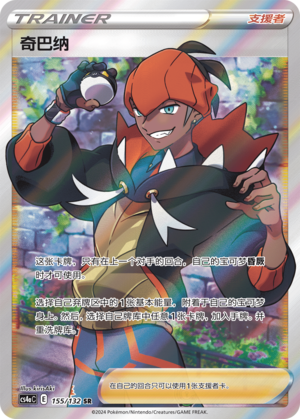 TRAINER
支援者
奇巴纳
这张卡牌，只有在上一个对手的回合，自己的宝可梦昏厥
时才可使用。
选择自己弃牌区中的1张基本能量，附着于自己的宝可梦
身上。然后，选择自己牌库中任意1张卡牌，加入手牌。并
重洗牌库。
cs4aC E 155/132 SR
在自己的回合只可以使用1张支援者卡。
©2024 Pokémon/Nintendo/Creatures/GAME FREAK.